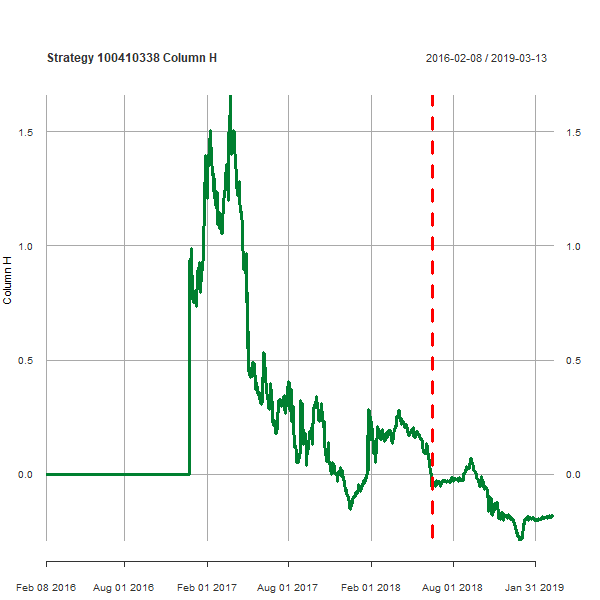 Strategy 100410338 Column H
2016-02-08 / 2019-03-13
1.5
1.5
1.0
1.0
Column H
0.5
0.5
0.0
0.0
Feb 08 2016
Aug 01 2016
Feb 01 2017
Aug 01 2017
Feb 01 2018
Aug 01 2018
Jan 31 2019